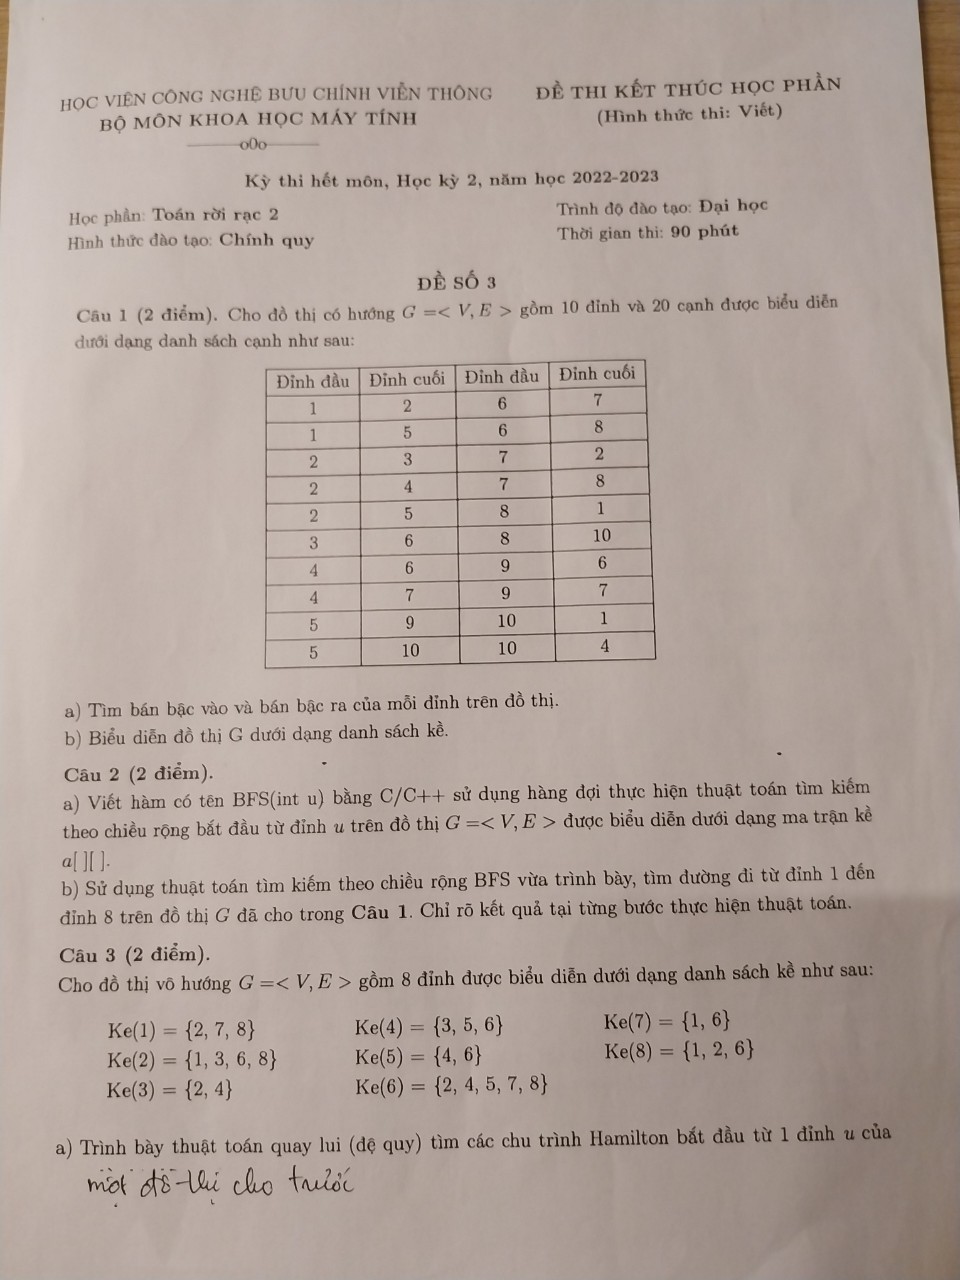 HỌC VIỆN CÔNG NGHỆ BƯU CHÍNH VIỄN THÔNG
BỘ MÔN KHOA HỌC MÁY TÍNH
o0o
ĐỀ THI KẾT THÚC HỌC PHẦN
(Hình thức thi: Viết)
Kỳ thi hết môn, Học kỳ 2, năm học 2022-2023
Học phần: Toán rời rạc 2
Trình độ đào tạo: Đại học
Hình thức đào tạo: Chính quy
Thời gian thi: 90 phút
ĐỀ SỐ 3
Câu 1 (2 điểm). Cho đồ thị có hướng G =< V, E > gồm 10 đỉnh và 20 cạnh được biểu diễn
dưới dạng danh sách cạnh như sau:
Đỉnh đầu Đỉnh cuối Đỉnh đầu Đỉnh cuối
1 2 6 7
1 5 6 8
2 3 7 2
2 4 7 8
2 5 8 1
3 6 8 10
4 6 9 6
4 7 9 7
5 9 10 1
5 10 10 4
a) Tìm bán bậc vào và bán bậc ra của mỗi đỉnh trên đồ thị.
b) Biểu diễn đồ thị G dưới dạng danh sách kề.
Câu 2 (2 điểm).
a) Viết hàm có tên BFS(int u) bằng C/C++ sử dụng hàng đợi thực hiện thuật toán tìm kiếm
theo chiều rộng bắt đầu từ đỉnh u trên đồ thị G =< V, E > được biểu diễn dưới dạng ma trận kề
a[ ][ ].
b) Sử dụng thuật toán tìm kiếm theo chiều rộng BFS vừa trình bày, tìm đường đi từ đỉnh 1 đến
đỉnh 8 trên đồ thị G đã cho trong Câu 1. Chỉ rõ kết quả tại từng bước thực hiện thuật toán.
Câu 3 (2 điểm).
Cho đồ thị vô hướng G =< V, E > gồm 8 đỉnh được biểu diễn dưới dạng danh sách kề như sau:
Ke(1) = {2, 7, 8} Ke(4) = {3, 5, 6} Ke(7) = {1, 6}
Ke(2) = {1, 3, 6, 8} Ke(5) = {4, 6} Ke(8) = {1, 2, 6}
Ke(3) = {2, 4} Ke(6) = {2, 4, 5, 7, 8}
a) Trình bày thuật toán quay lui (đệ quy) tìm các chu trình Hamilton bắt đầu từ 1 đỉnh u của
một đồ thị cho trước